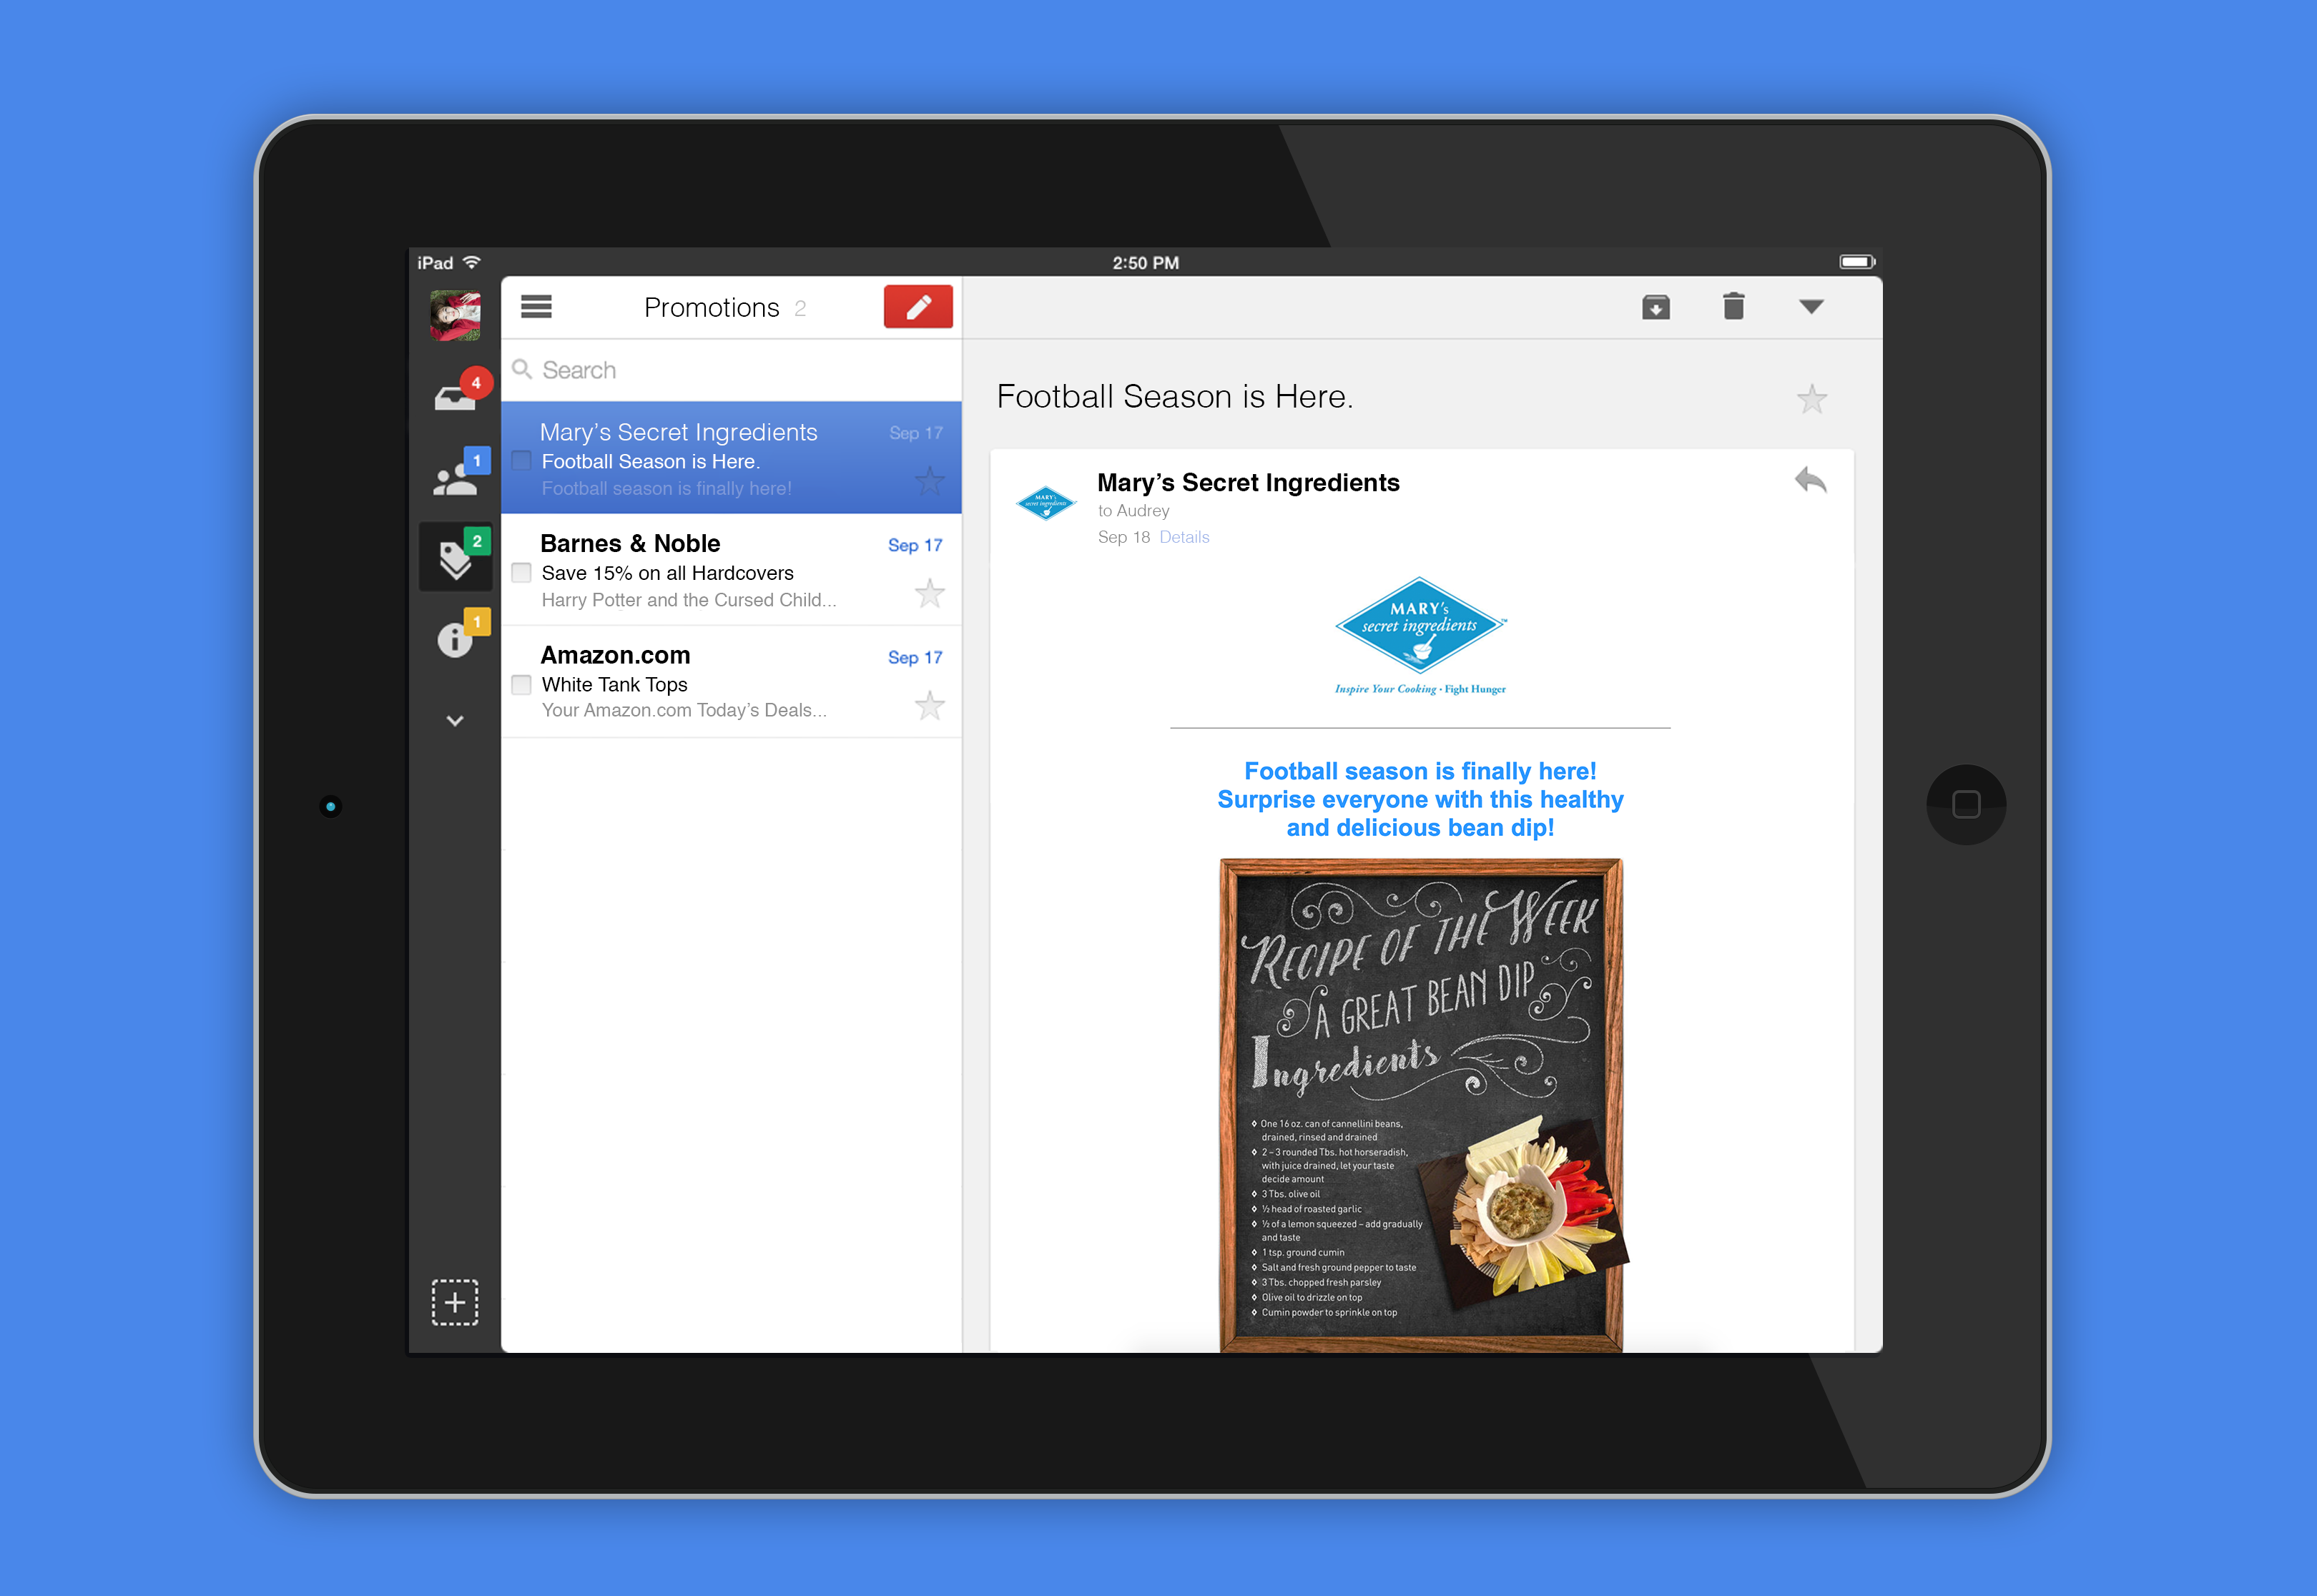 iPad
2:50 PM
4
1
2
1
Promotions 2
Search
Mary’s Secret Ingredients Sep 17
Football Season is Here.
Football season is finally here!
Barnes & Noble Sep 17
Save 15% on all Hardcovers
Harry Potter and the Cursed Child...
Amazon.com Sep 17
White Tank Tops
Your Amazon.com Today’s Deals...
Football Season is Here.
MARY's
secret ingredients
Mary’s Secret Ingredients
to Audrey
Sep 18 Details
MARY's
secret ingredients™
Inspire Your Cooking • Fight Hunger
Football season is finally here!
Surprise everyone with this healthy
and delicious bean dip!
RECIPE OF THE WEEK
A GREAT BEAN DIP
Ingredients
◊ One 16 oz. can of cannellini beans,
drained, rinsed and drained
◊ 2 – 3 rounded Tbs. hot horseradish,
with juice drained, let your taste
decide amount
◊ 3 Tbs. olive oil
◊ ½ head of roasted garlic
◊ ½ of a lemon squeezed – add gradually
and taste
◊ 1 tsp. ground cumin
◊ Salt and fresh ground pepper to taste
◊ 3 Tbs. chopped fresh parsley
◊ Olive oil to drizzle on top
◊ Cumin powder to sprinkle on top